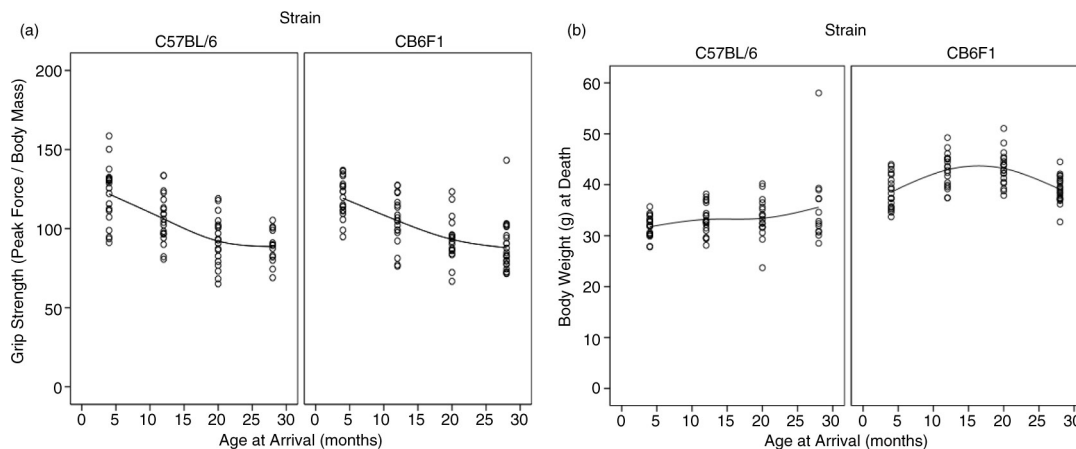 (a)
Strain
C57BL/6
CB6F1
Grip Strength (Peak Force / Body Mass)
200
150
100
50
0
0 5 10 15 20 25 30
0 5 10 15 20 25 30
Age at Arrival (months)
(b)
Strain
C57BL/6
CB6F1
Body Weight (g) at Death
60
50
40
30
20
10
0
0 5 10 15 20 25 30
0 5 10 15 20 25 30
Age at Arrival (months)